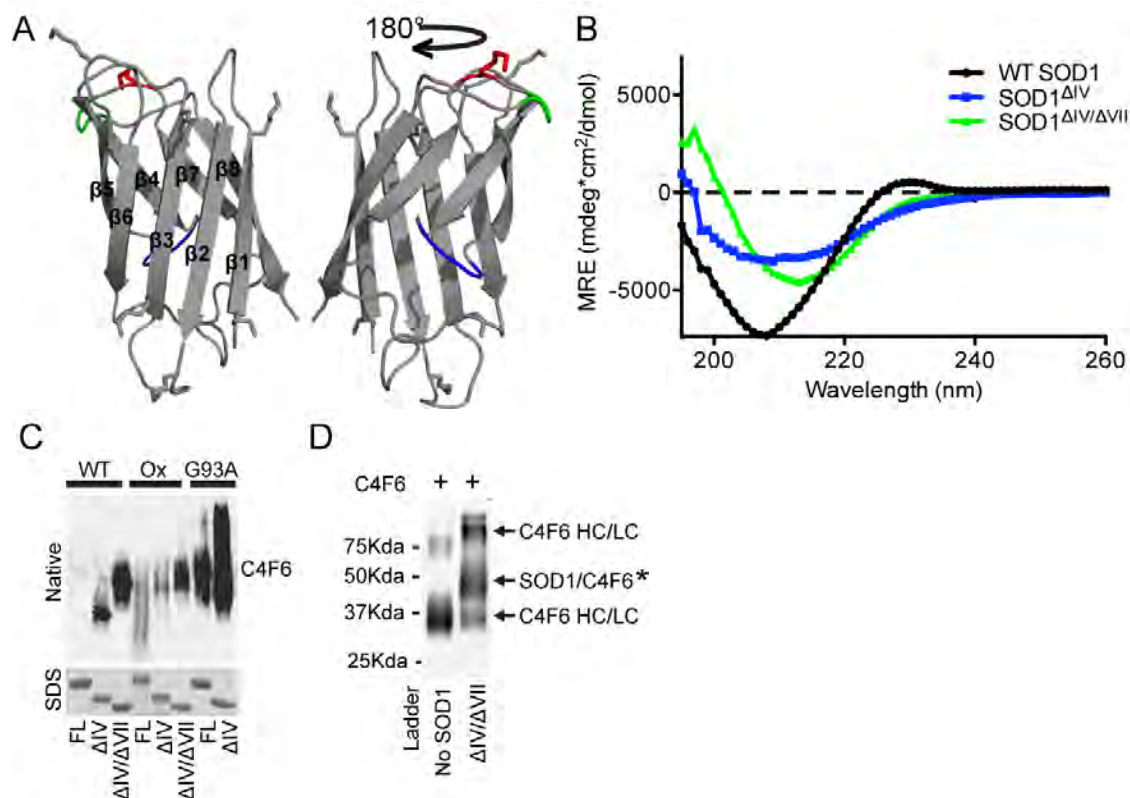 A
180°
β5
β6
β4
β3
β7
β2
β8
β1
B
WT SOD1
SOD1ΔIV
SOD1ΔIV/ΔVII
MRE (mdeg*cm2/dmol)
5000
0
-5000
200
220
240
260
Wavelength (nm)
C
WT Ox G93A
Native
C4F6
SDS
FL
ΔIV
ΔIV/ΔVII
FL
ΔIV
ΔIV/ΔVII
FL
ΔIV
D
C4F6 + +
75Kda -
50Kda -
37Kda -
25Kda
C4F6 HC/LC
SOD1/C4F6*
C4F6 HC/LC
Ladder
No SOD1
ΔIV/ΔVII